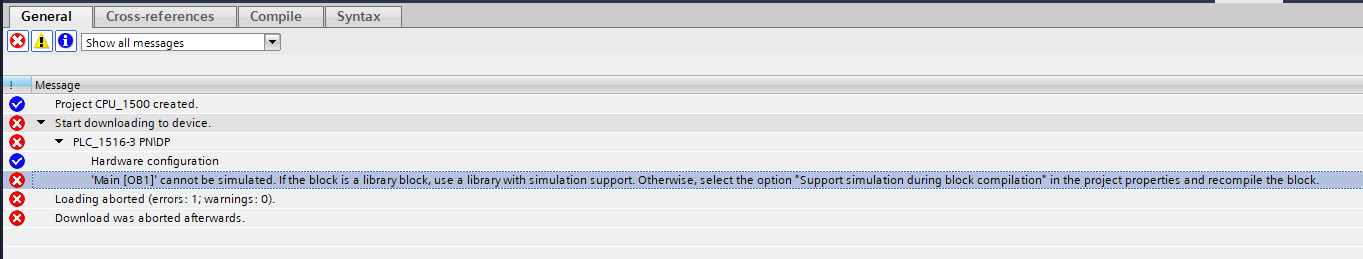 General Cross-references Compile Syntax
Show all messages
! Message
Project CPU_1500 created.
Start downloading to device.
PLC_1516-3 PN\DP
Hardware configuration
'Main [OB1]' cannot be simulated. If the block is a library block, use a library with simulation support. Otherwise, select the option "Support simulation during block compilation" in the project properties and recompile the block.
Loading aborted (errors: 1; warnings: 0).
Download was aborted afterwards.